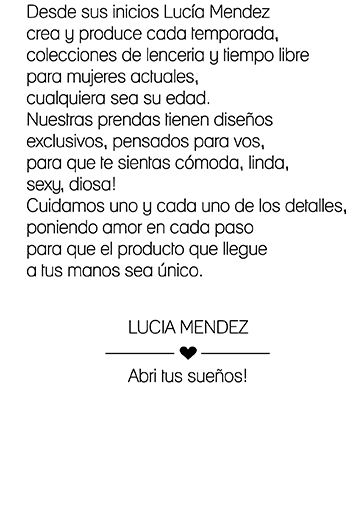 Desde sus inicios Lucía Mendez
crea y produce cada temporada,
colecciones de lenceria y tiempo libre
para mujeres actuales,
cualquiera sea su edad.
Nuestras prendas tienen diseños
exclusivos, pensados para vos,
para que te sientas cómoda, linda,
sexy, diosa!
Cuidamos uno y cada uno de los detalles,
poniendo amor en cada paso
para que el producto que llegue
a tus manos sea único.
LUCIA MENDEZ
Abri tus sueños!